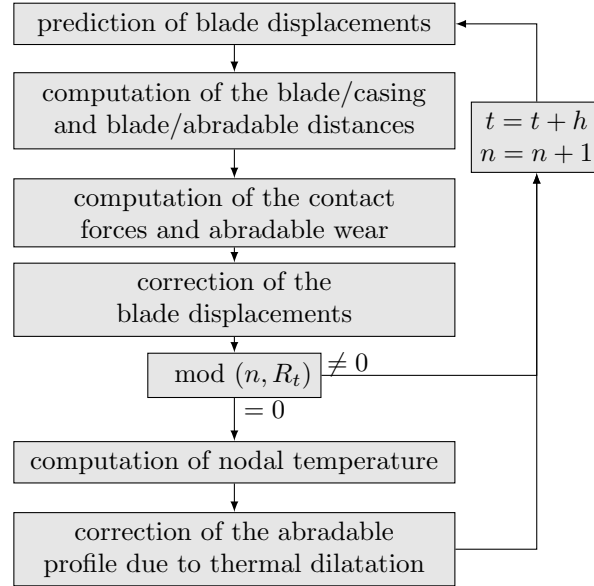 prediction of blade displacements
computation of the blade/casing
and blade/abradable distances
t = t + h
n = n + 1
computation of the contact
forces and abradable wear
correction of the
blade displacements
mod (n, R_t)
≠ 0
= 0
computation of nodal temperature
correction of the abradable
profile due to thermal dilatation